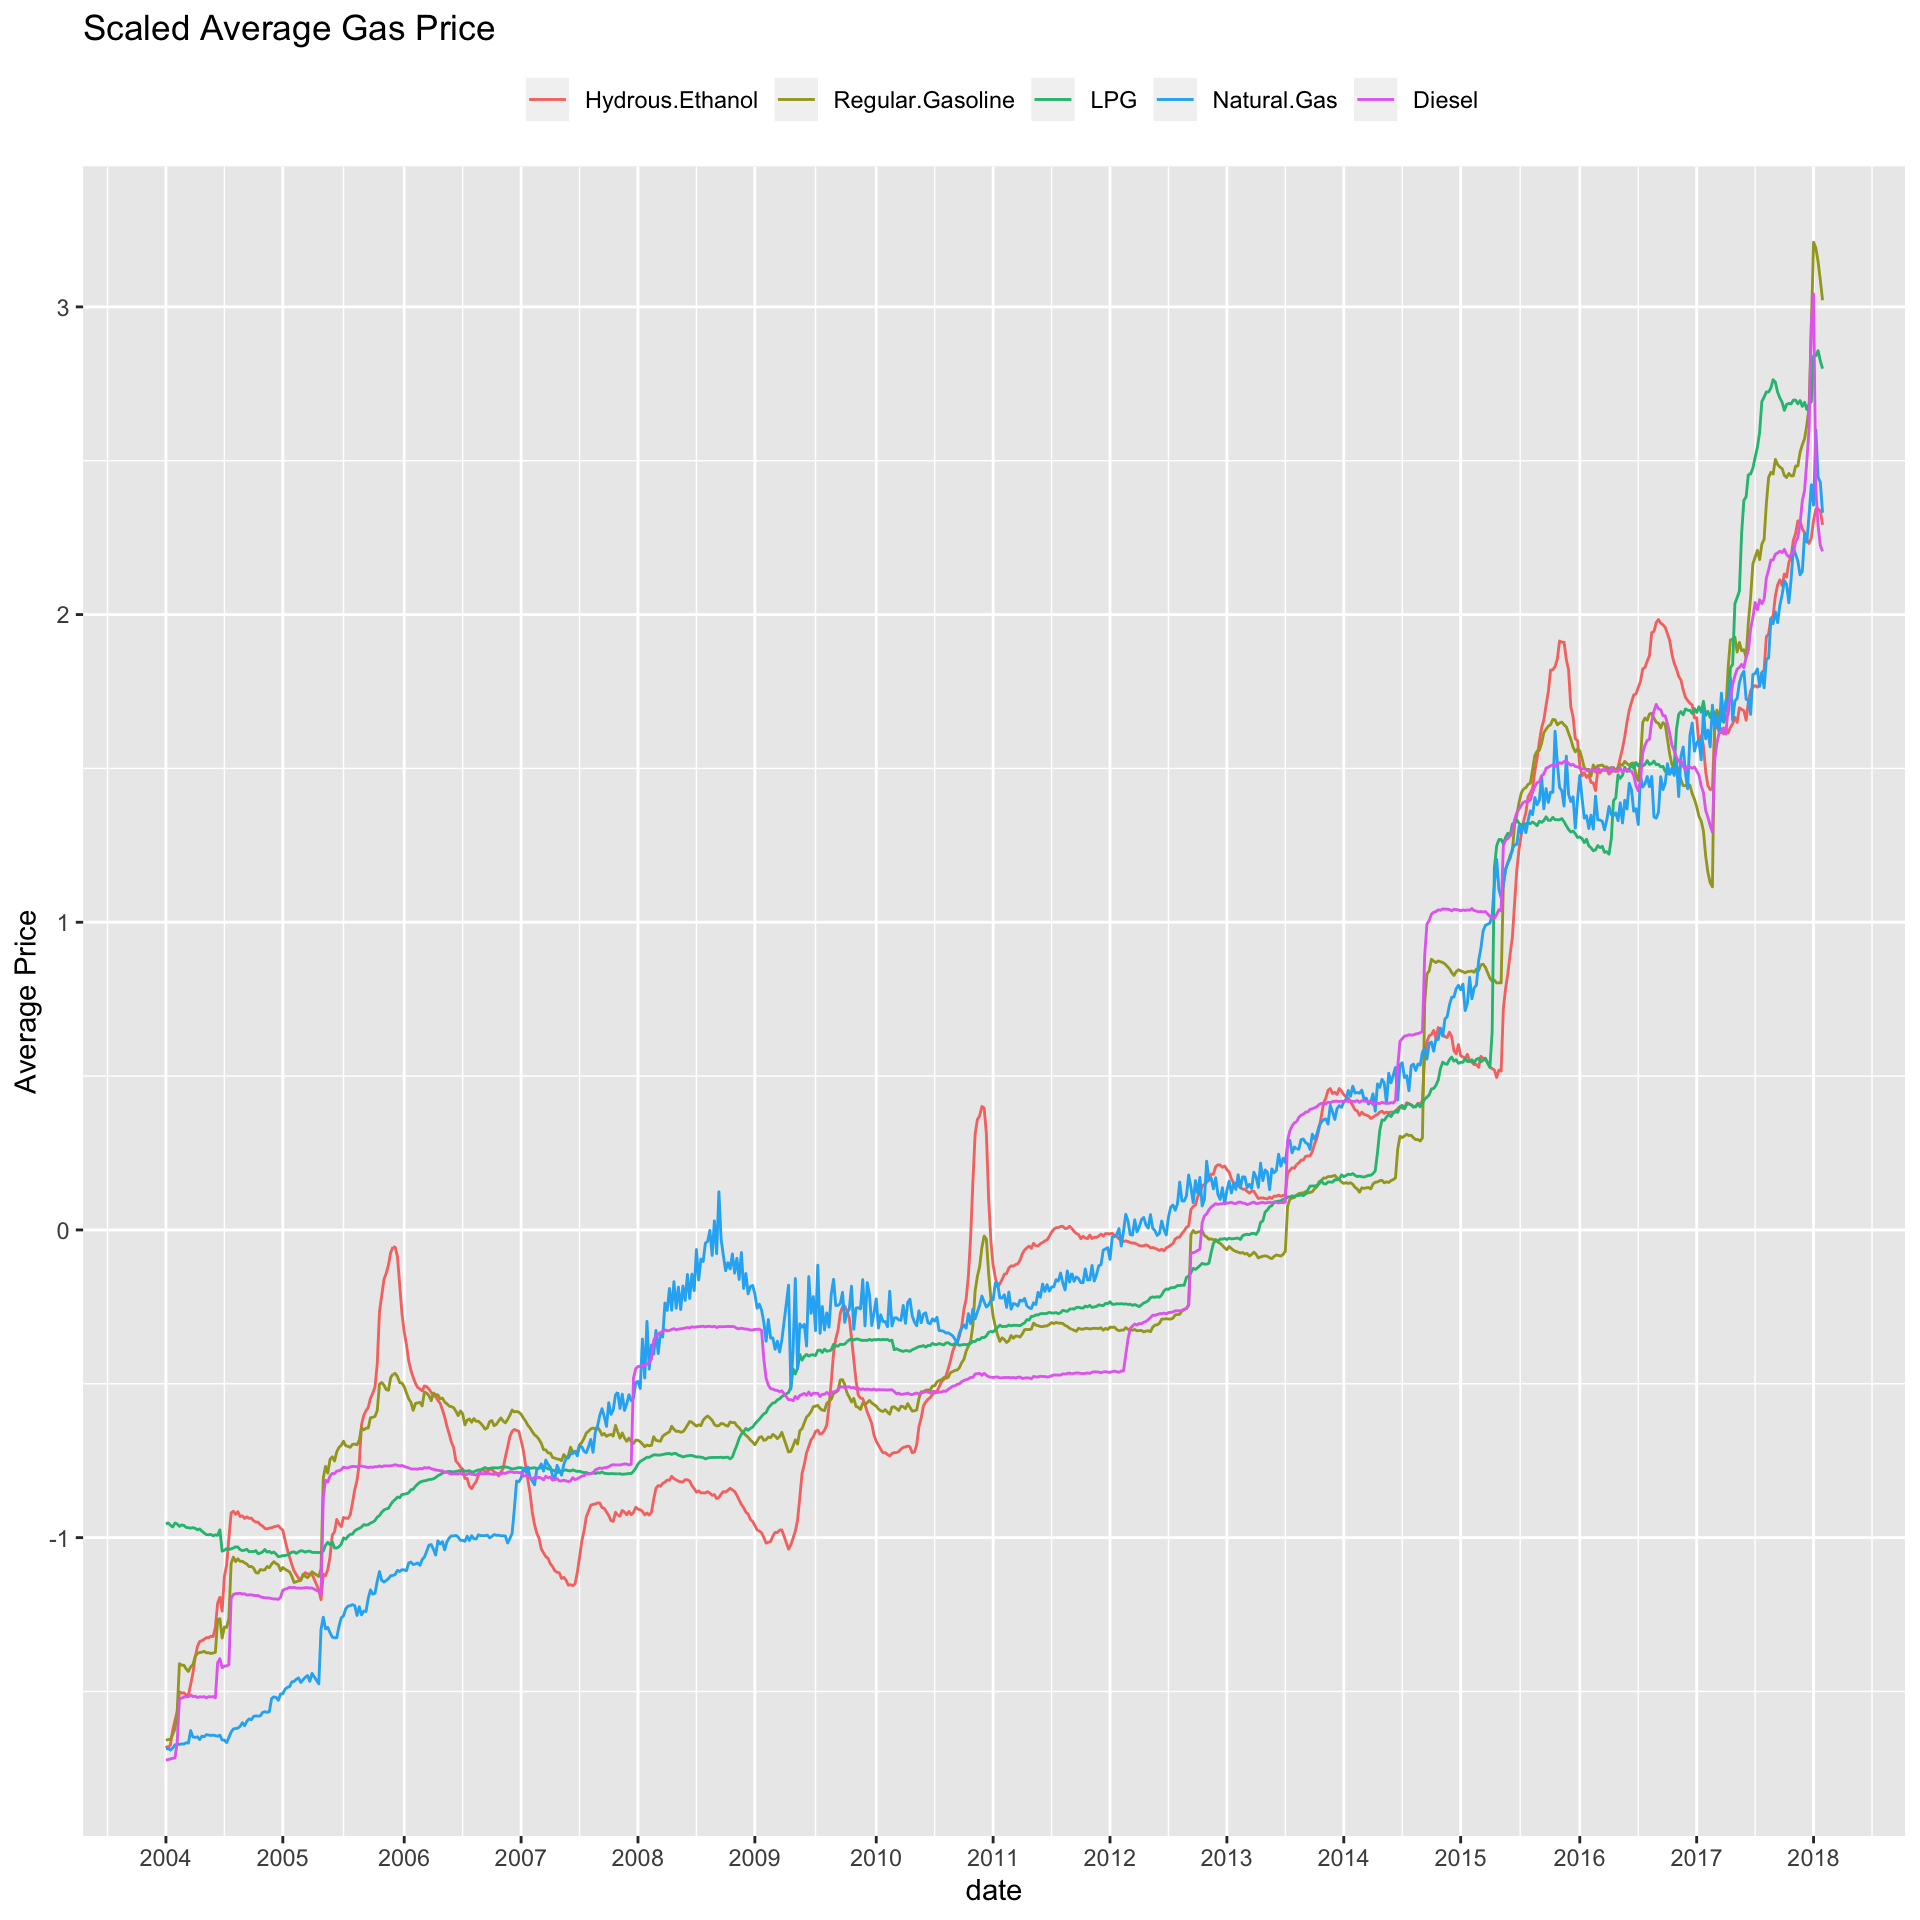 Scaled Average Gas Price
Hydrous.Ethanol Regular.Gasoline LPG Natural.Gas Diesel
3
2
1
0
-1
Average Price
2004 2005 2006 2007 2008 2009 2010 2011 2012 2013 2014 2015 2016 2017 2018
date